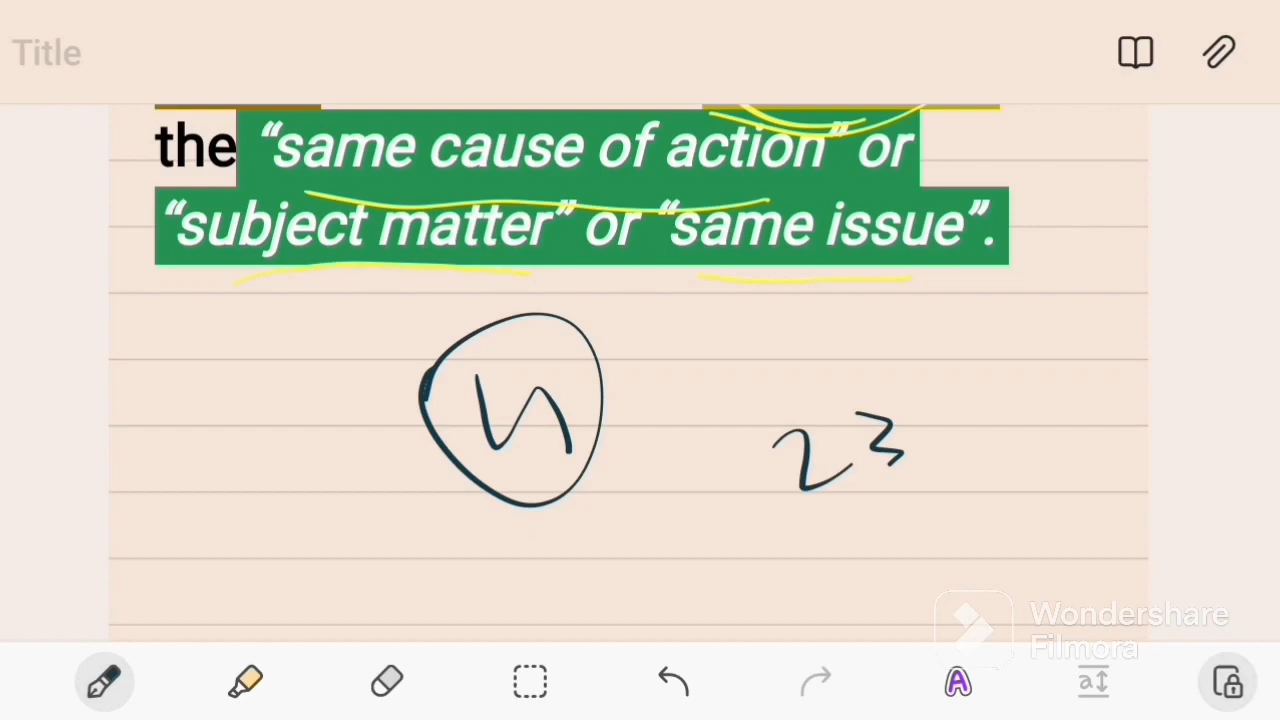 Title
the “same cause of action” or
“subject matter” or “same issue”.
23
Wondershare
Filmora